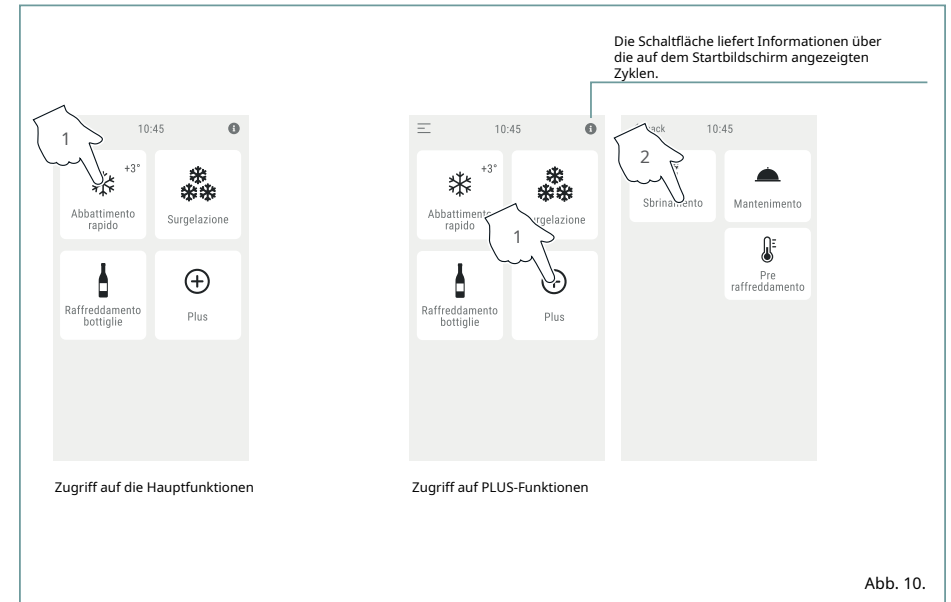 Die Schaltfläche liefert Informationen über
die auf dem Startbildschirm angezeigten
Zyklen.
1
10:45
+3°
Abbattimento
rapido
Surgelazione
Raffreddamento
bottiglie
Plus
Zugriff auf die Hauptfunktionen
10:45
+3°
Abbattimento
rapido
1
Raffreddamento
bottiglie
Plus
Zugriff auf PLUS-Funktionen
10:45
2
Mantenimento
Pre
raffreddamento
Abb. 10.